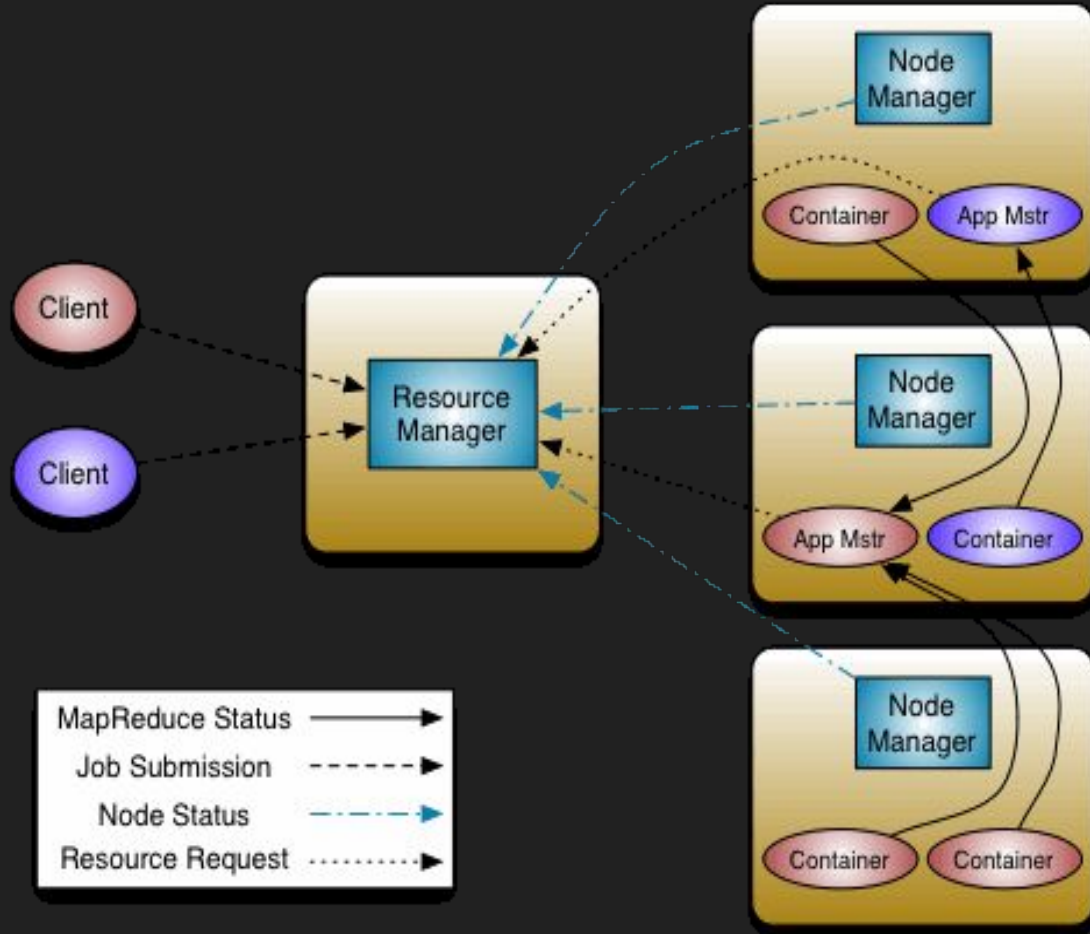 Client
Client
Resource
Manager
Node
Manager
Container
App Mstr
Node
Manager
App Mstr
Container
Node
Manager
Container
Container
MapReduce Status
Job Submission
Node Status
Resource Request